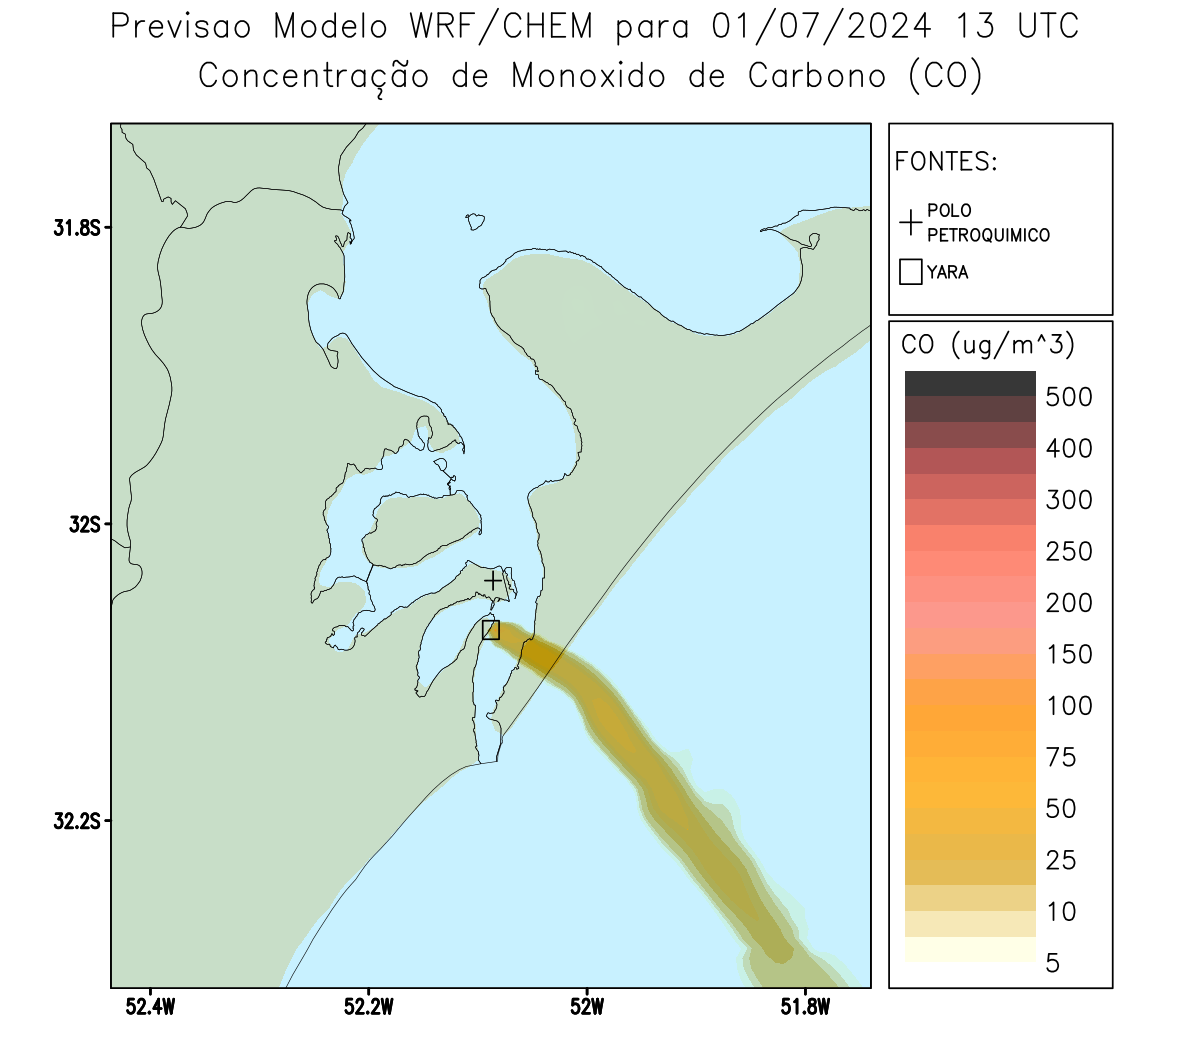 Previsao Modelo WRF/CHEM para 01/07/2024 13 UTC
Concentração de Monoxido de Carbono (CO)
FONTES:
POLO
PETROQUIMICO
YARA
CO (ug/m^3)
500
400
300
250
200
150
100
75
50
25
10
5
31.8S
32S
32.2S
52.4W
52.2W
52W
51.8W